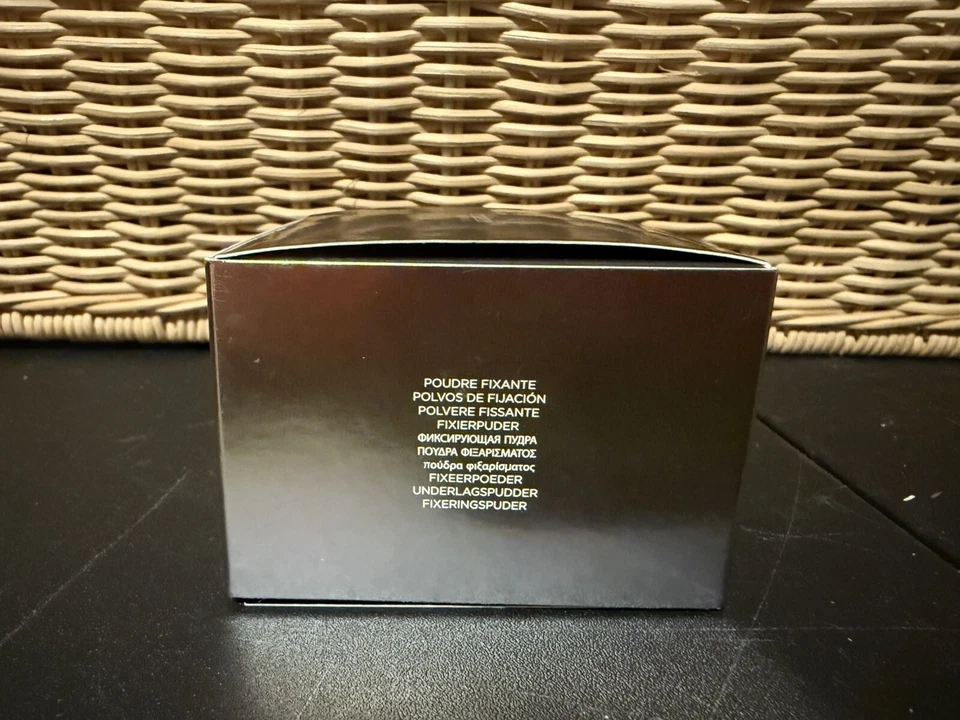 POUDRE FIXANTE
POLVOS DE FIJACIÓN
POLVERE FISSANTE
FIXIERPUDER
ФИКСИРУЮЩАЯ ПУДРА
ΠΟΥΔΡΑ ΦΙΞΑΡΙΣΜΑΤΟΣ
πούδρα φιξαρίσματος
FIXEERPOEDER
UNDERLAGSPUDDER
FIXERINGSPUDER